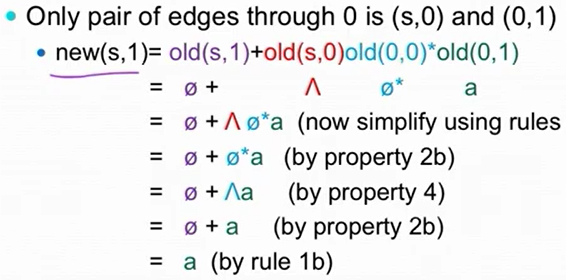 • Only pair of edges through 0 is (s,0) and (0,1)
• new(s,1)= old(s,1)+old(s,0)old(0,0)*old(0,1)
= ø + Λ ø* a
= ø + Λ ø*a (now simplify using rules
= ø + ø*a (by property 2b)
= ø + Λa (by property 4)
= ø + a (by property 2b)
= a (by rule 1b)